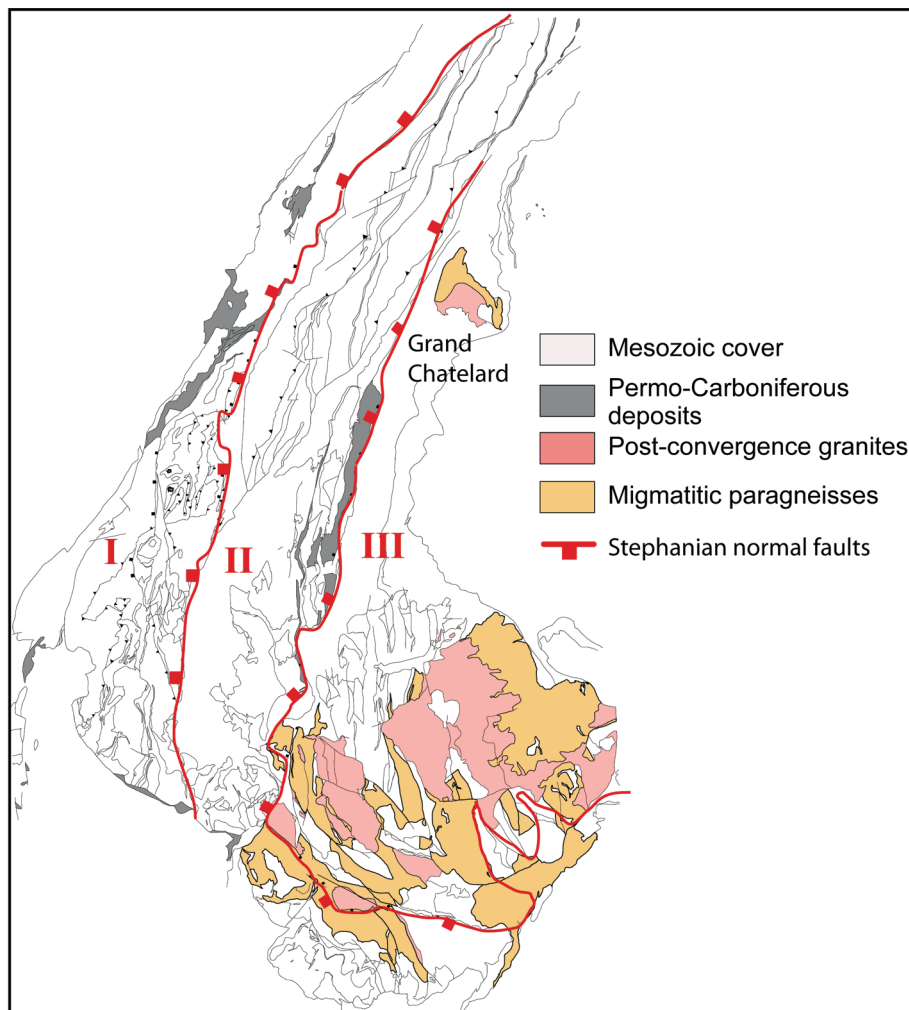 Grand
Chatelard
Mesozoic cover
Permo-Carboniferous
deposits
Post-convergence granites
Migmatitic paragneisses
Stephanian normal faults
I
II
III